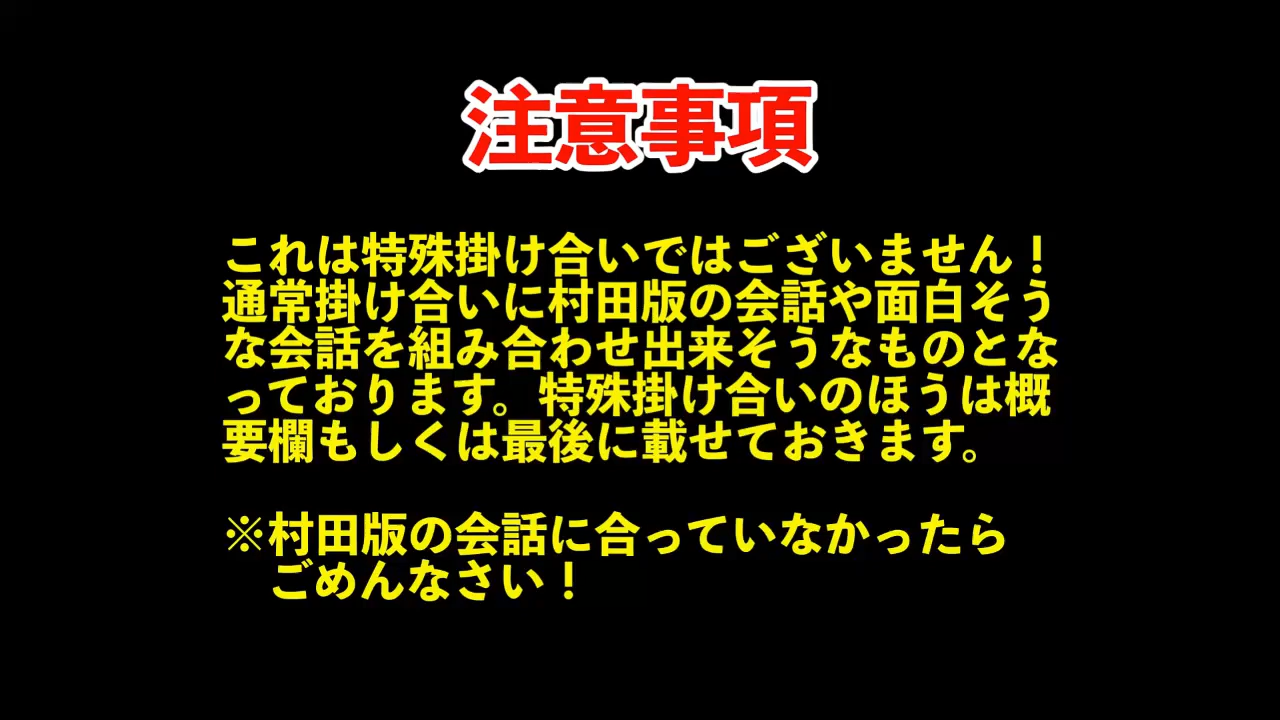 注意事項
これは特殊掛け合いではございません！
通常掛け合いに村田版の会話や面白そう
な会話を組み合わせ出来そうなものとな
っております。特殊掛け合いのほうは概
要欄もしくは最後に載せておきます。
※村田版の会話に合っていなかったら
ごめんなさい！